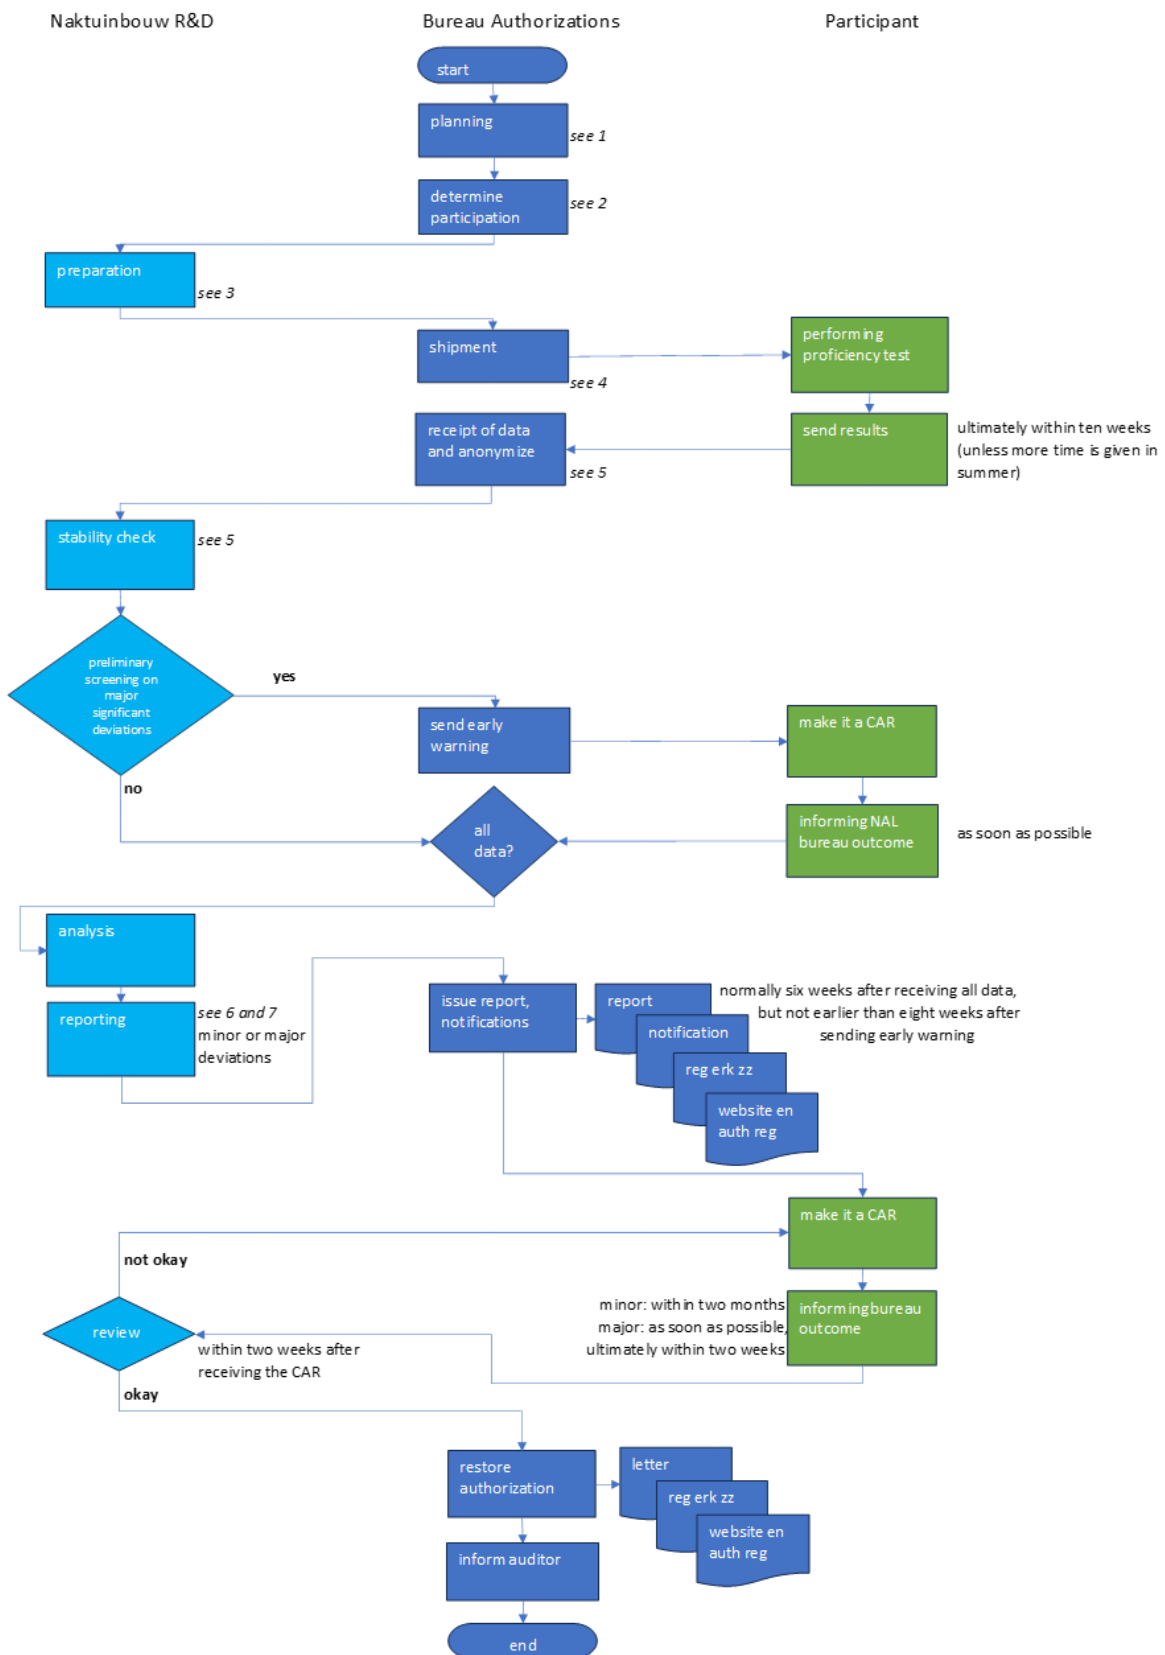 Naktuinbouw R&D
Bureau Authorizations
Participant
start
planning
see 1
determine
participation
see 2
preparation
see 3
shipment
see 4
performing
proficiency test
receipt of data
and anonymize
see 5
send results
ultimately within ten weeks
(unless more time is given in
summer)
stability check
see 5
preliminary
screening on
major
significant
deviations
yes
no
send early
warning
make it a CAR
all
data?
informing NAL
bureau outcome
as soon as possible
analysis
reporting
see 6 and 7
minor or major
deviations
issue report,
notifications
report
notification
reg erk zz
website en
auth reg
normally six weeks after receiving all data,
but not earlier than eight weeks after
sending early warning
make it a CAR
not okay
minor: within two months
major: as soon as possible,
ultimately within two weeks
informing bureau
outcome
review
within two weeks after
receiving the CAR
okay
restore
authorization
letter
reg erk zz
website en
auth reg
inform auditor
end